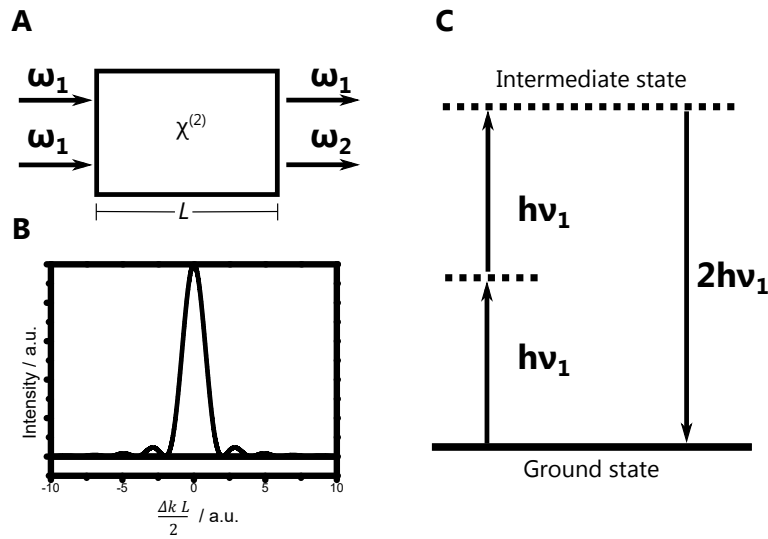 A
ω₁
ω₁
χ⁽²⁾
ω₁
ω₂
L
B
Intensity / a.u.
-10
-5
0
5
10
Δk L
2
/ a.u.
C
Intermediate state
hν₁
hν₁
2hν₁
Ground state